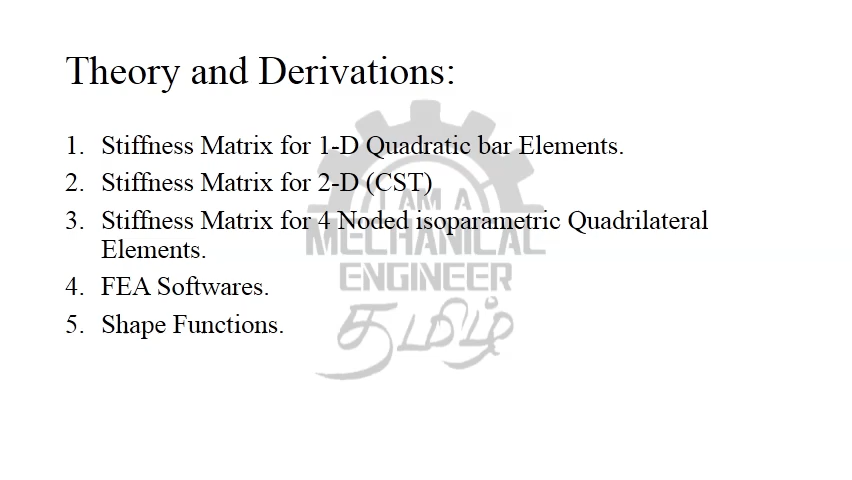 Theory and Derivations:
1. Stiffness Matrix for 1-D Quadratic bar Elements.
2. Stiffness Matrix for 2-D (CST)
3. Stiffness Matrix for 4 Noded isoparametric Quadrilateral
Elements.
4. FEA Softwares.
5. Shape Functions.
I AM A
MECHANICAL
ENGINEER
தமிழ்